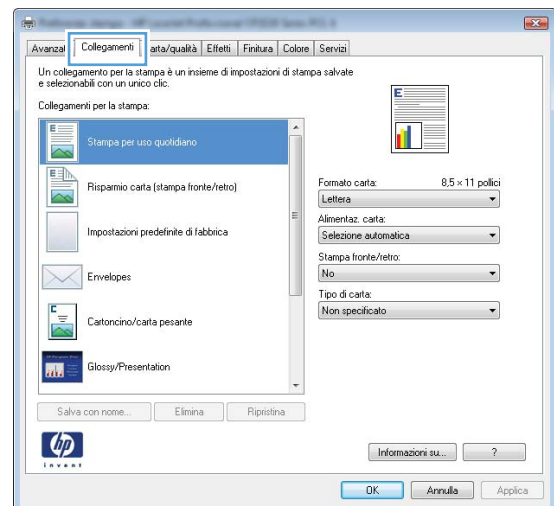 Avanzat
Collegamenti
arta/qualità
Effetti
Finitura
Colore
Servizi
Un collegamento per la stampa è un insieme di impostazioni di stampa salvate
e selezionabili con un unico clic.
Collegamenti per la stampa:
Stampa per uso quotidiano
Risparmio carta (stampa fronte/retro)
Impostazioni predefinite di fabbrica
Envelopes
Cartoncino/carta pesante
Glossy/Presentation
Salva con nome...
Elimina
Ripristina
E
Formato carta: 8,5 × 11 pollici
Lettera
Alimentaz. carta:
Selezione automatica
Stampa fronte/retro:
No
Tipo di carta:
Non specificato
hp
invent
Informazioni su...
?
OK
Annulla
Applica